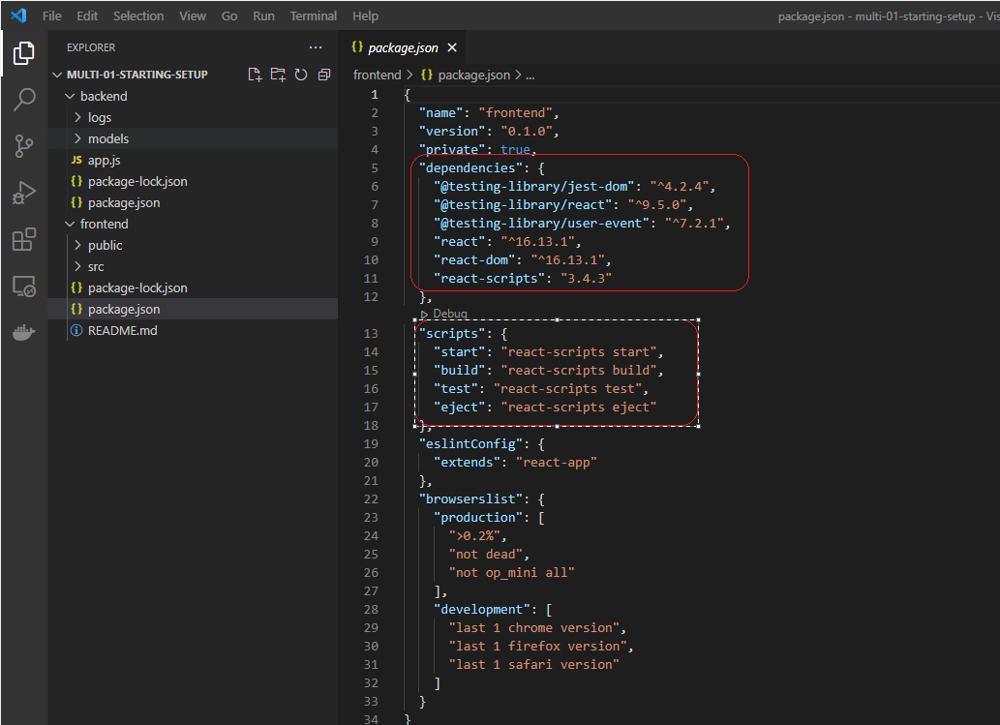 File Edit Selection View Go Run Terminal Help package.json - multi-01-starting-setup - Vis
EXPLORER ...
MULTI-01-STARTING-SETUP
backend
logs
models
JS app.js
{} package-lock.json
{} package.json
frontend
public
src
{} package-lock.json
{} package.json
README.md
{} package.json ×
frontend > {} package.json > ...
1 {
2 "name": "frontend",
3 "version": "0.1.0",
4 "private": true,
5 "dependencies": {
6 "@testing-library/jest-dom": "^4.2.4",
7 "@testing-library/react": "^9.5.0",
8 "@testing-library/user-event": "^7.2.1",
9 "react": "^16.13.1",
10 "react-dom": "^16.13.1",
11 "react-scripts": "3.4.3"
12 },
Debug
13 "scripts": {
14 "start": "react-scripts start",
15 "build": "react-scripts build",
16 "test": "react-scripts test",
17 "eject": "react-scripts eject"
18 },
19 "eslintConfig": {
20 "extends": "react-app"
21 },
22 "browserslist": {
23 "production": [
24 ">0.2%",
25 "not dead",
26 "not op_mini all"
27 ],
28 "development": [
29 "last 1 chrome version",
30 "last 1 firefox version",
31 "last 1 safari version"
32 ]
33 }
34 }